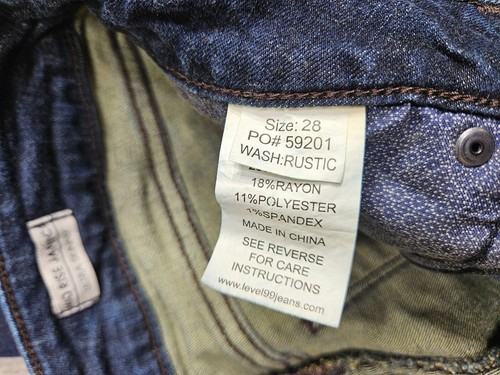 Size: 28
PO# 59201
WASH:RUSTIC
18%RAYON
11%POLYESTER
1%SPANDEX
MADE IN CHINA
SEE REVERSE
FOR CARE
INSTRUCTIONS
www.level99jeans.com